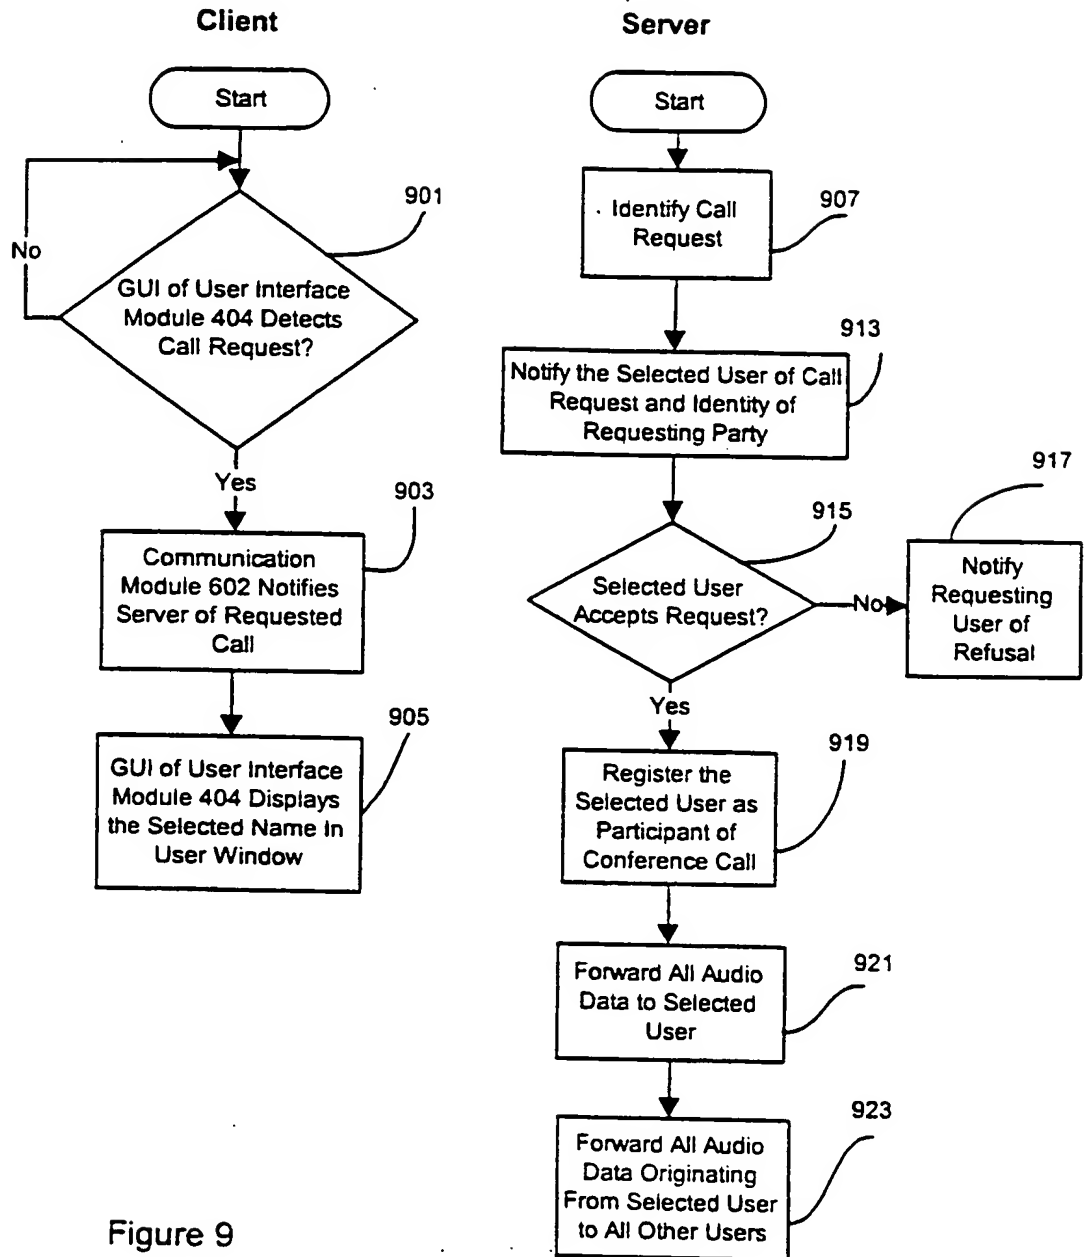 Client
Start
901
No
GUI of User Interface
Module 404 Detects
Call Request?
Yes
903
Communication
Module 602 Notifies
Server of Requested
Call
905
GUI of User Interface
Module 404 Displays
the Selected Name In
User Window
Server
Start
907
Identify Call
Request
913
Notify the Selected User of Call
Request and Identity of
Requesting Party
915
Selected User
Accepts Request?
No
917
Notify
Requesting
User of
Refusal
Yes
919
Register the
Selected User as
Participant of
Conference Call
921
Forward All Audio
Data to Selected
User
923
Forward All Audio
Data Originating
From Selected User
to All Other Users
Figure 9